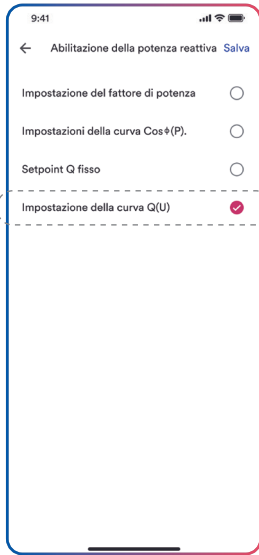 9:41
Abilitazione della potenza reattiva Salva
Impostazione del fattore di potenza
Impostazioni della curva Cosϕ(P).
Setpoint Q fisso
Impostazione della curva Q(U)